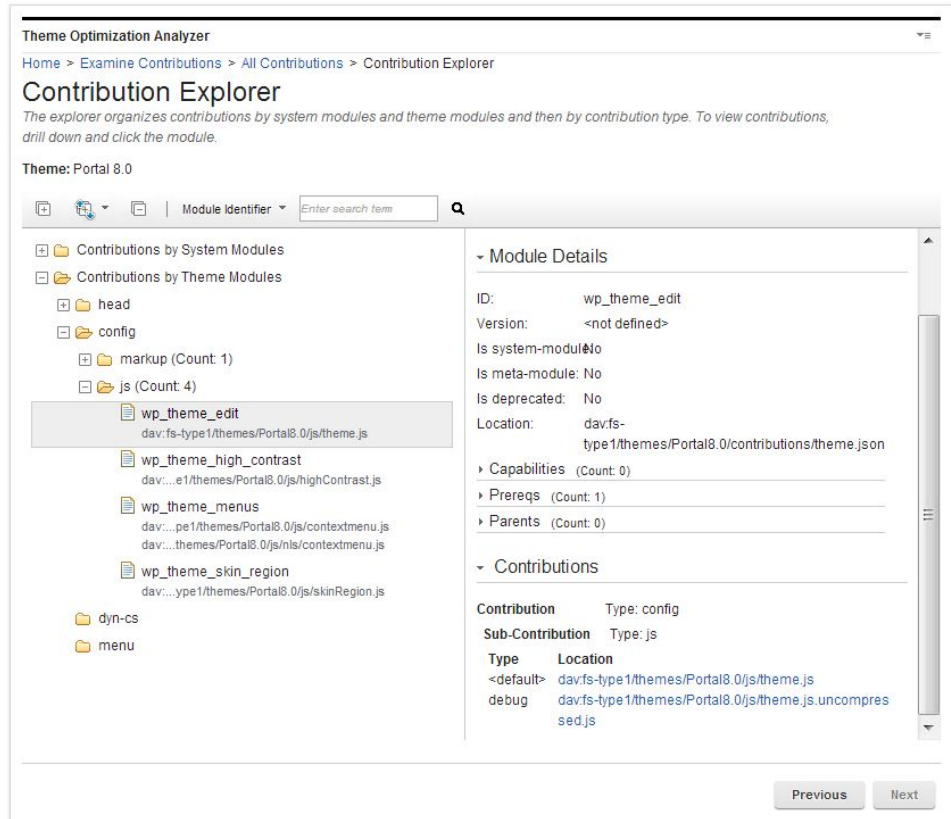 Theme Optimization Analyzer
Home > Examine Contributions > All Contributions > Contribution Explorer
Contribution Explorer
The explorer organizes contributions by system modules and theme modules and then by contribution type. To view contributions,
drill down and click the module.
Theme: Portal 8.0
Module Identifier
Enter search term
Contributions by System Modules
Contributions by Theme Modules
head
config
markup (Count: 1)
js (Count: 4)
wp_theme_edit
dav:fs-type1/themes/Portal8.0/js/theme.js
wp_theme_high_contrast
dav:...e1/themes/Portal8.0/js/highContrast.js
wp_theme_menus
dav:...pe1/themes/Portal8.0/js/contextmenu.js
dav:...themes/Portal8.0/js/nls/contextmenu.js
wp_theme_skin_region
dav:...ype1/themes/Portal8.0/js/skinRegion.js
dyn-cs
menu
Module Details
ID: wp_theme_edit
Version: <not defined>
Is system-module: No
Is meta-module: No
Is deprecated: No
Location: dav:fs-
type1/themes/Portal8.0/contributions/theme.json
Capabilities (Count: 0)
Prereqs (Count: 1)
Parents (Count: 0)
Contributions
Contribution Type: config
Sub-Contribution Type: js
Type Location
<default> dav:fs-type1/themes/Portal8.0/js/theme.js
debug dav:fs-type1/themes/Portal8.0/js/theme.js.uncompres
sed.js
Previous Next